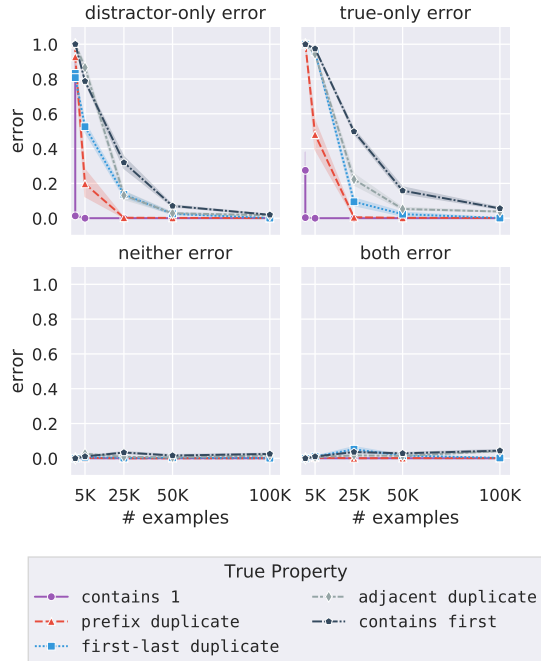 distractor-only error
true-only error
error
1.0
0.8
0.6
0.4
0.2
0.0
neither error
both error
error
1.0
0.8
0.6
0.4
0.2
0.0
5K 25K 50K 100K
5K 25K 50K 100K
# examples
# examples
True Property
contains 1
prefix duplicate
first-last duplicate
adjacent duplicate
contains first